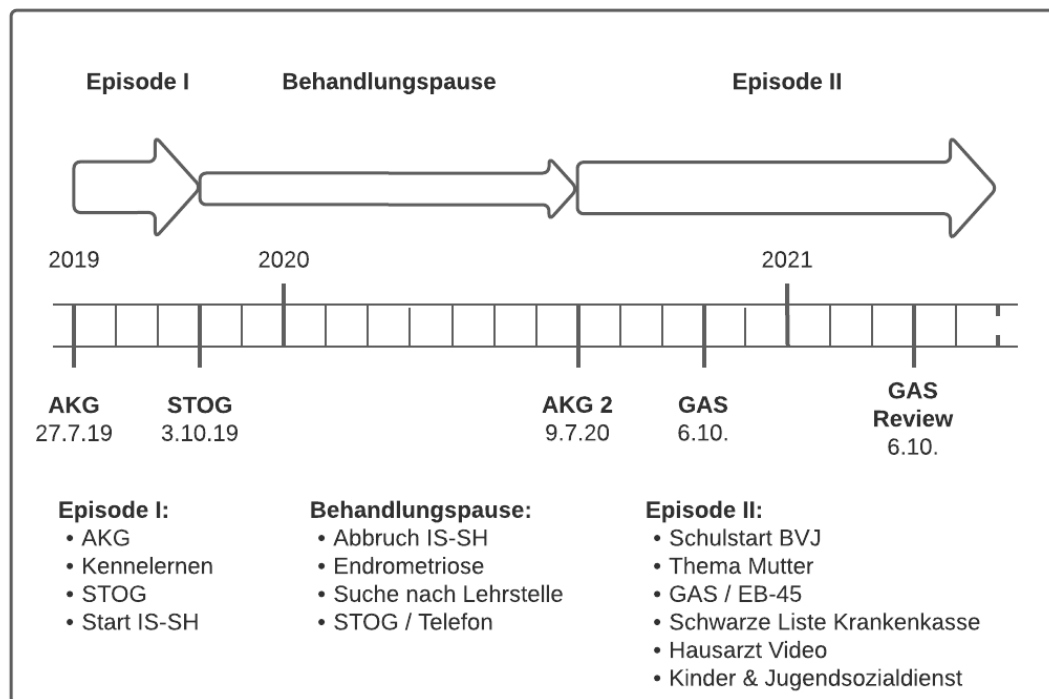 Episode I
Behandlungspause
Episode II
2019
2020
2021
AKG
27.7.19
STOG
3.10.19
AKG 2
9.7.20
GAS
6.10.
GAS
Review
6.10.
Episode I:
• AKG
• Kennelernen
• STOG
• Start IS-SH
Behandlungspause:
• Abbruch IS-SH
• Endrometriose
• Suche nach Lehrstelle
• STOG / Telefon
Episode II:
• Schulstart BVJ
• Thema Mutter
• GAS / EB-45
• Schwarze Liste Krankenkasse
• Hausarzt Video
• Kinder & Jugendsozialdienst